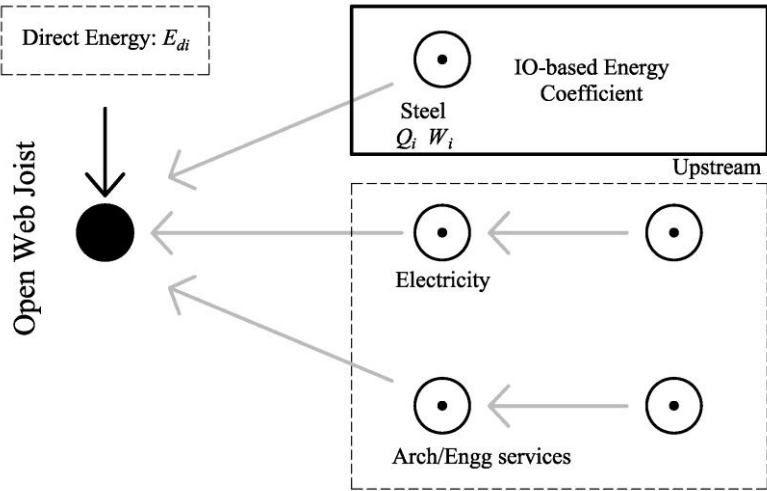 Direct Energy: E_di
IO-based Energy
Coefficient
Steel
Q_i W_i
Upstream
Open Web Joist
Electricity
Arch/Engg services